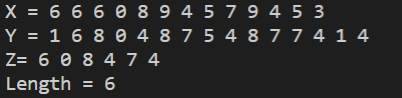 X = 6 6 6 0 8 9 4 5 7 9 4 5 3
Y = 1 6 8 0 4 8 7 5 4 8 7 7 4 1 4
Z= 6 0 8 4 7 4
Length = 6